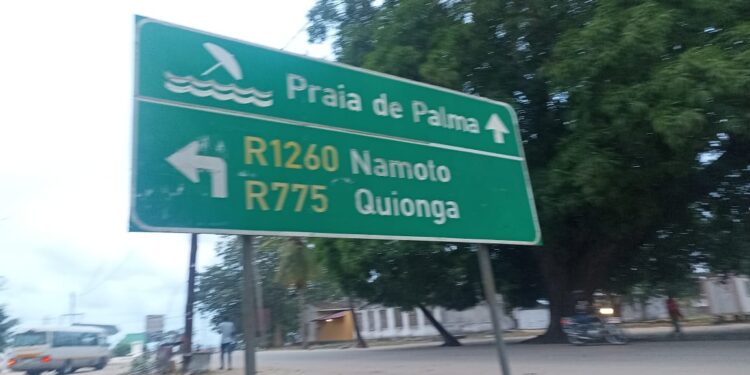 Praia de Palma
R1260 Namoto
R775 Quionga